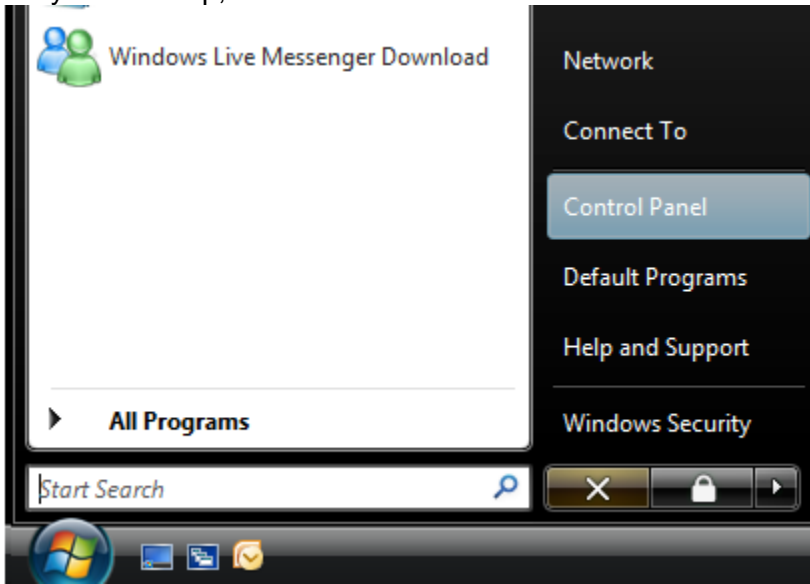 Windows Live Messenger Download
Network
Connect To
Control Panel
Default Programs
Help and Support
All Programs
Windows Security
Start Search